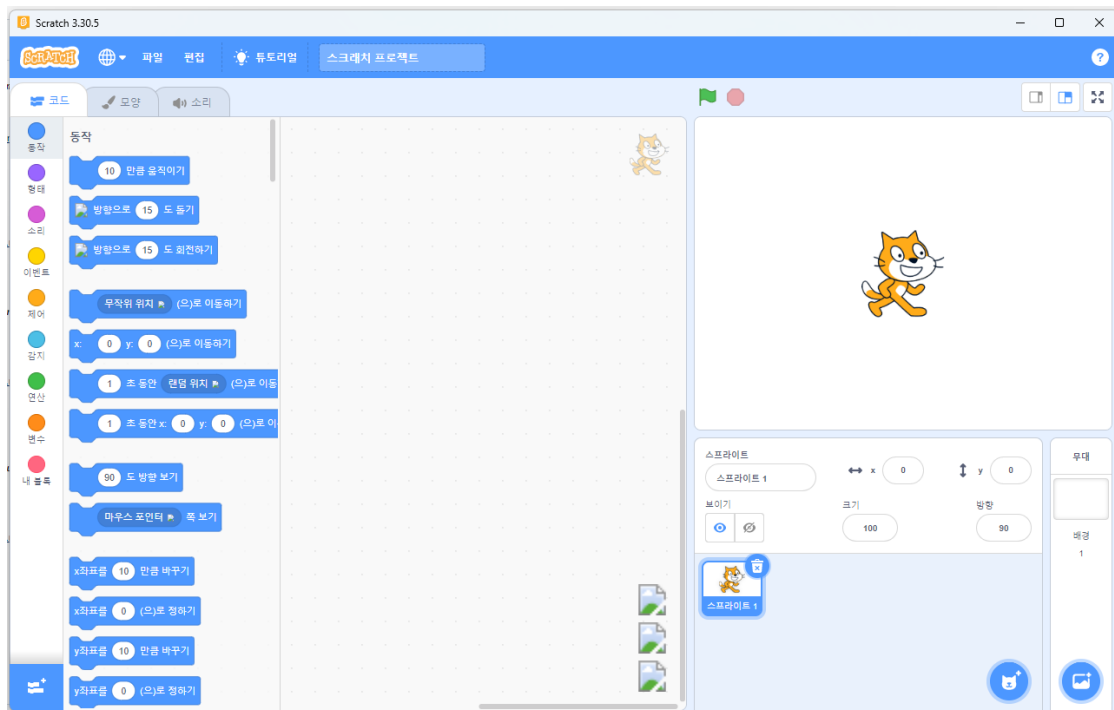 Scratch 3.30.5
SCRATCH 파일 편집 튜토리얼 스크래치 프로젝트 ?
코드 모양 소리
동작
형태
소리
이벤트
제어
감지
연산
변수
내 블록
동작
10 만큼 움직이기
방향으로 15 도 돌기
방향으로 15 도 회전하기
무작위 위치 (으)로 이동하기
x: 0 y: 0 (으)로 이동하기
1 초 동안 랜덤 위치 (으)로 이동
1 초 동안 x: 0 y: 0 (으)로 이
90 도 방향 보기
마우스 포인터 쪽 보기
x좌표를 10 만큼 바꾸기
x좌표를 0 (으)로 정하기
y좌표를 10 만큼 바꾸기
y좌표를 0 (으)로 정하기
스프라이트
스프라이트 1 x 0 y 0
보이기 크기 방향
100 90
스프라이트 1
무대
배경
1